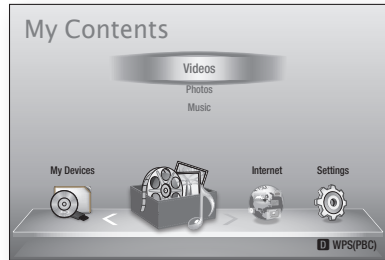 My Contents
Videos
Photos
Music
My Devices
Internet
Settings
D WPS(PBC)